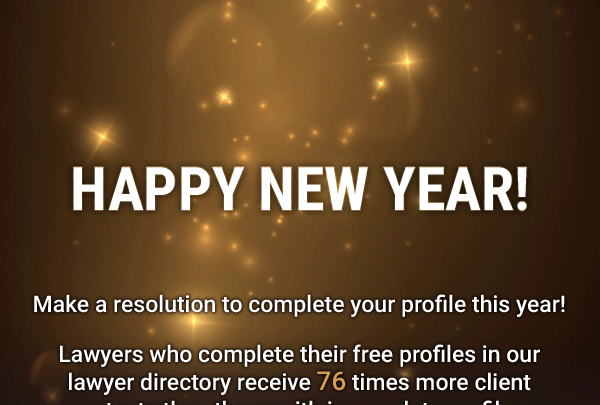 HAPPY NEW YEAR!
Make a resolution to complete your profile this year!
Lawyers who complete their free profiles in our
lawyer directory receive 76 times more client